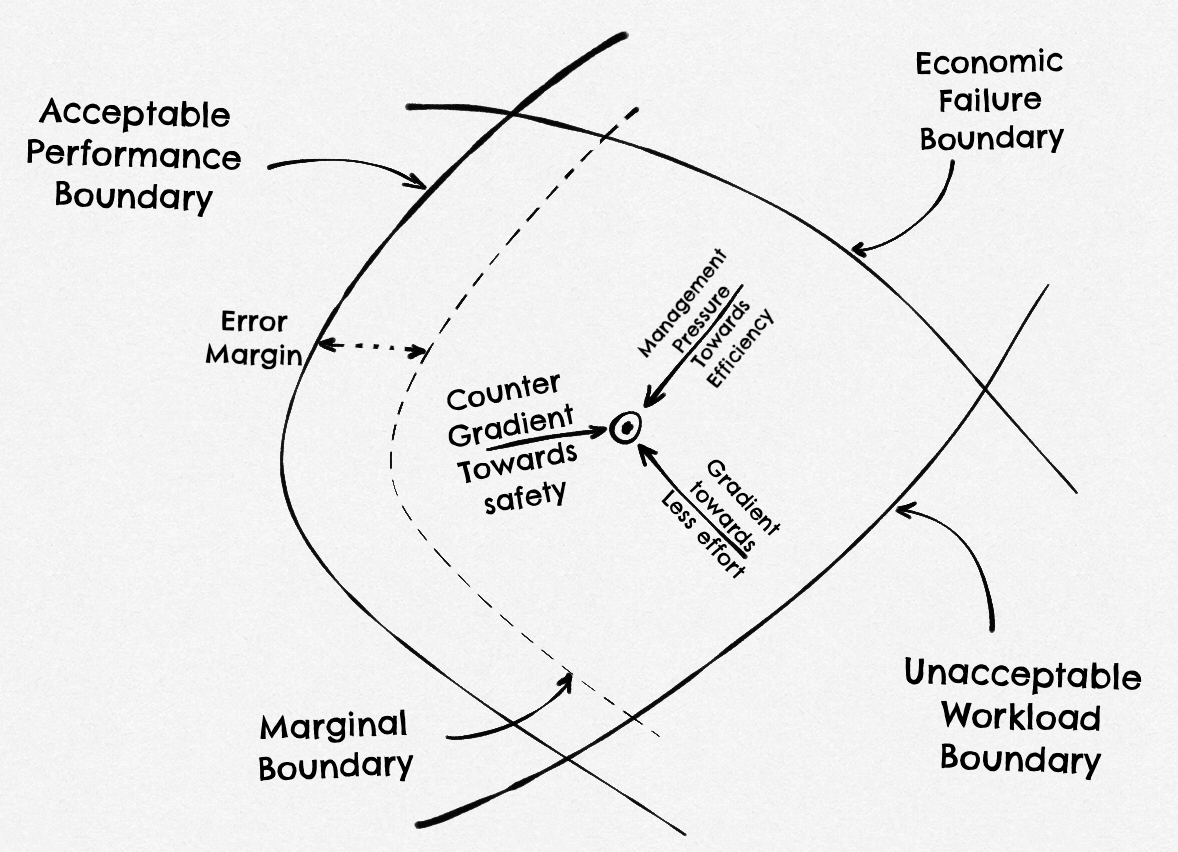 Economic
Failure
Boundary
Acceptable
Performance
Boundary
Management
Pressure
Towards
Efficiency
Error
Margin
Counter
Gradient
Towards
safety
Gradient
towards
Less effort
Unacceptable
Workload
Boundary
Marginal
Boundary